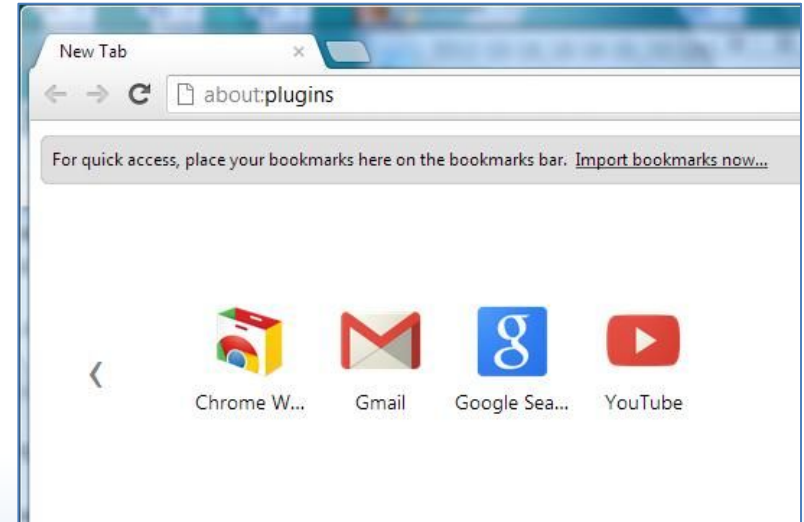 New Tab
about:plugins
For quick access, place your bookmarks here on the bookmarks bar. Import bookmarks now...
Chrome W... Gmail Google Sea... YouTube